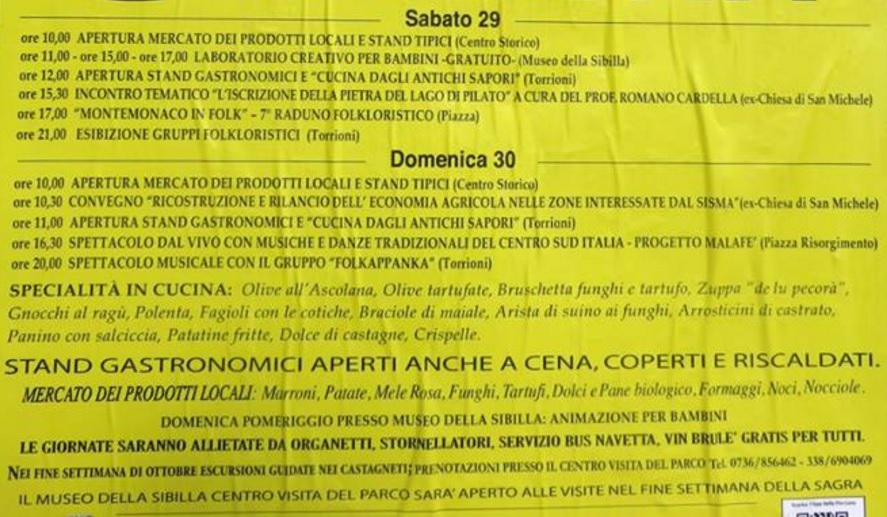 Sabato 29
ore 10,00 APERTURA MERCATO DEI PRODOTTI LOCALI E STAND TIPICI (Centro Storico)
ore 11,00 - ore 15,00 - ore 17,00 LABORATORIO CREATIVO PER BAMBINI -GRATUITO- (Museo della Sibilla)
ore 12,00 APERTURA STAND GASTRONOMICI E "CUCINA DAGLI ANTICHI SAPORI" (Torrioni)
ore 15,30 INCONTRO TEMATICO "L'ISCRIZIONE DELLA PIETRA DEL LAGO DI PILATO" A CURA DEL PROF. ROMANO CARDELLA (ex-Chiesa di San Michele)
ore 17,00 "MONTEMONACO IN FOLK" - 7° RADUNO FOLKLORISTICO (Piazza)
ore 21,00 ESIBIZIONE GRUPPI FOLKLORISTICI (Torrioni)
Domenica 30
ore 10,00 APERTURA MERCATO DEI PRODOTTI LOCALI E STAND TIPICI (Centro Storico)
ore 10,30 CONVEGNO "RICOSTRUZIONE E RILANCIO DELL' ECONOMIA AGRICOLA NELLE ZONE INTERESSATE DAL SISMA"(ex-Chiesa di San Michele)
ore 11,00 APERTURA STAND GASTRONOMICI E "CUCINA DAGLI ANTICHI SAPORI" (Torrioni)
ore 16,30 SPETTACOLO DAL VIVO CON MUSICHE E DANZE TRADIZIONALI DEL CENTRO SUD ITALIA - PROGETTO MALAFE' (Piazza Risorgimento)
ore 20,00 SPETTACOLO MUSICALE CON IL GRUPPO "FOLKAPPANKA" (Torrioni)
SPECIALITÀ IN CUCINA: Olive all'Ascolana, Olive tartufate, Bruschetta funghi e tartufo, Zuppa "de lu pecorà",
Gnocchi al ragù, Polenta, Fagioli con le cotiche, Braciole di maiale, Arista di suino ai funghi, Arrosticini di castrato,
Panino con salciccia, Patatine fritte, Dolce di castagne, Crispelle.
STAND GASTRONOMICI APERTI ANCHE A CENA, COPERTI E RISCALDATI.
MERCATO DEI PRODOTTI LOCALI: Marroni, Patate, Mele Rosa, Funghi, Tartufi, Dolci e Pane biologico, Formaggi, Noci, Nocciole.
DOMENICA POMERIGGIO PRESSO MUSEO DELLA SIBILLA: ANIMAZIONE PER BAMBINI
LE GIORNATE SARANNO ALLIETATE DA ORGANETTI, STORNELLATORI, SERVIZIO BUS NAVETTA, VIN BRULE' GRATIS PER TUTTI.
NEI FINE SETTIMANA DI OTTOBRE ESCURSIONI GUIDATE NEI CASTAGNETI; PRENOTAZIONI PRESSO IL CENTRO VISITA DEL PARCO Tel. 0736/856462 - 338/6904069
IL MUSEO DELLA SIBILLA CENTRO VISITA DEL PARCO SARA' APERTO ALLE VISITE NEL FINE SETTIMANA DELLA SAGRA